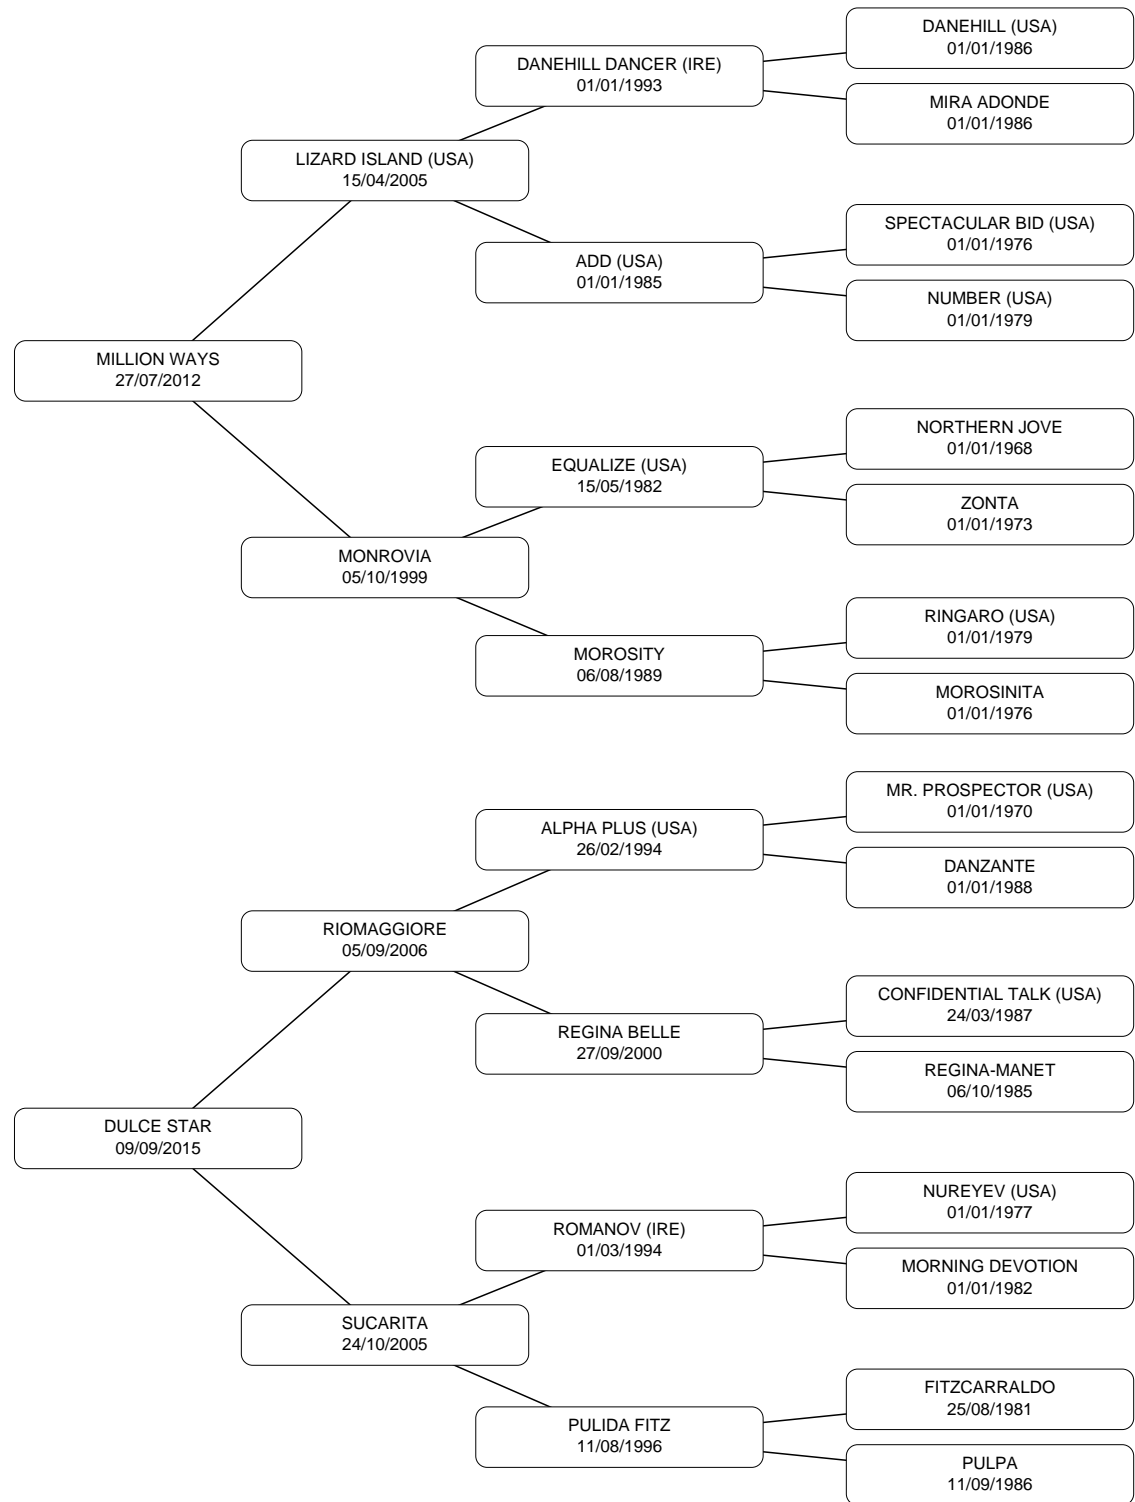 DANEHILL (USA)
01/01/1986
DANEHILL DANCER (IRE)
01/01/1993
MIRA ADONDE
01/01/1986
LIZARD ISLAND (USA)
15/04/2005
SPECTACULAR BID (USA)
01/01/1976
ADD (USA)
01/01/1985
NUMBER (USA)
01/01/1979
MILLION WAYS
27/07/2012
NORTHERN JOVE
01/01/1968
EQUALIZE (USA)
15/05/1982
ZONTA
01/01/1973
MONROVIA
05/10/1999
RINGARO (USA)
01/01/1979
MOROSITY
06/08/1989
MOROSINITA
01/01/1976
MR. PROSPECTOR (USA)
01/01/1970
ALPHA PLUS (USA)
26/02/1994
DANZANTE
01/01/1988
RIOMAGGIORE
05/09/2006
CONFIDENTIAL TALK (USA)
24/03/1987
REGINA BELLE
27/09/2000
REGINA-MANET
06/10/1985
DULCE STAR
09/09/2015
NUREYEV (USA)
01/01/1977
ROMANOV (IRE)
01/03/1994
MORNING DEVOTION
01/01/1982
SUCARITA
24/10/2005
FITZCARRALDO
25/08/1981
PULIDA FITZ
11/08/1996
PULPA
11/09/1986